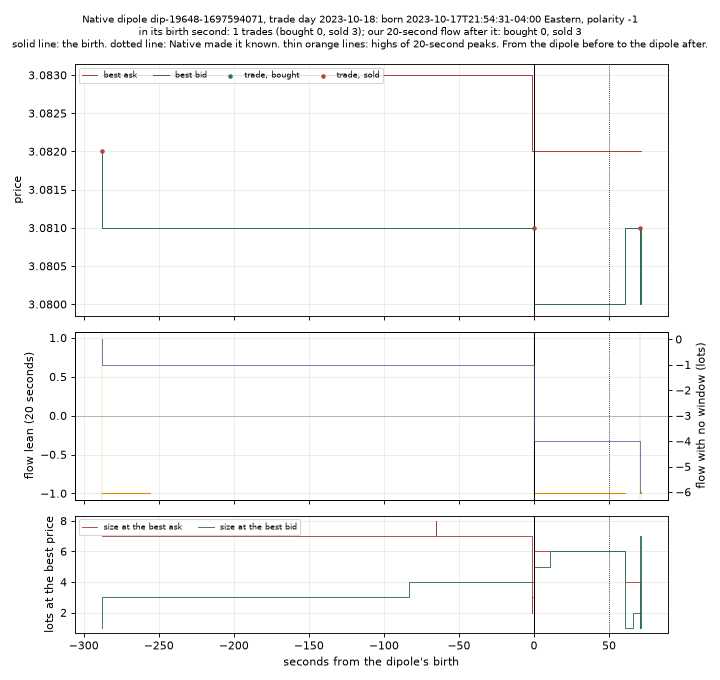 Native dipole dip-19648-1697594071, trade day 2023-10-18: born 2023-10-17T21:54:31-04:00 Eastern, polarity -1
in its birth second: 1 trades (bought 0, sold 3); our 20-second flow after it: bought 0, sold 3
solid line: the birth. dotted line: Native made it known. thin orange lines: highs of 20-second peaks. From the dipole before to the dipole after.
best ask best bid trade, bought trade, sold
3.0830
3.0825
3.0820
3.0815
3.0810
3.0805
3.0800
price
1.0
0.5
0.0
−0.5
−1.0
flow lean (20 seconds)
0
−1
−2
−3
−4
−5
−6
flow with no window (lots)
size at the best ask size at the best bid
8
6
4
2
lots at the best price
−300 −250 −200 −150 −100 −50 0 50
seconds from the dipole's birth